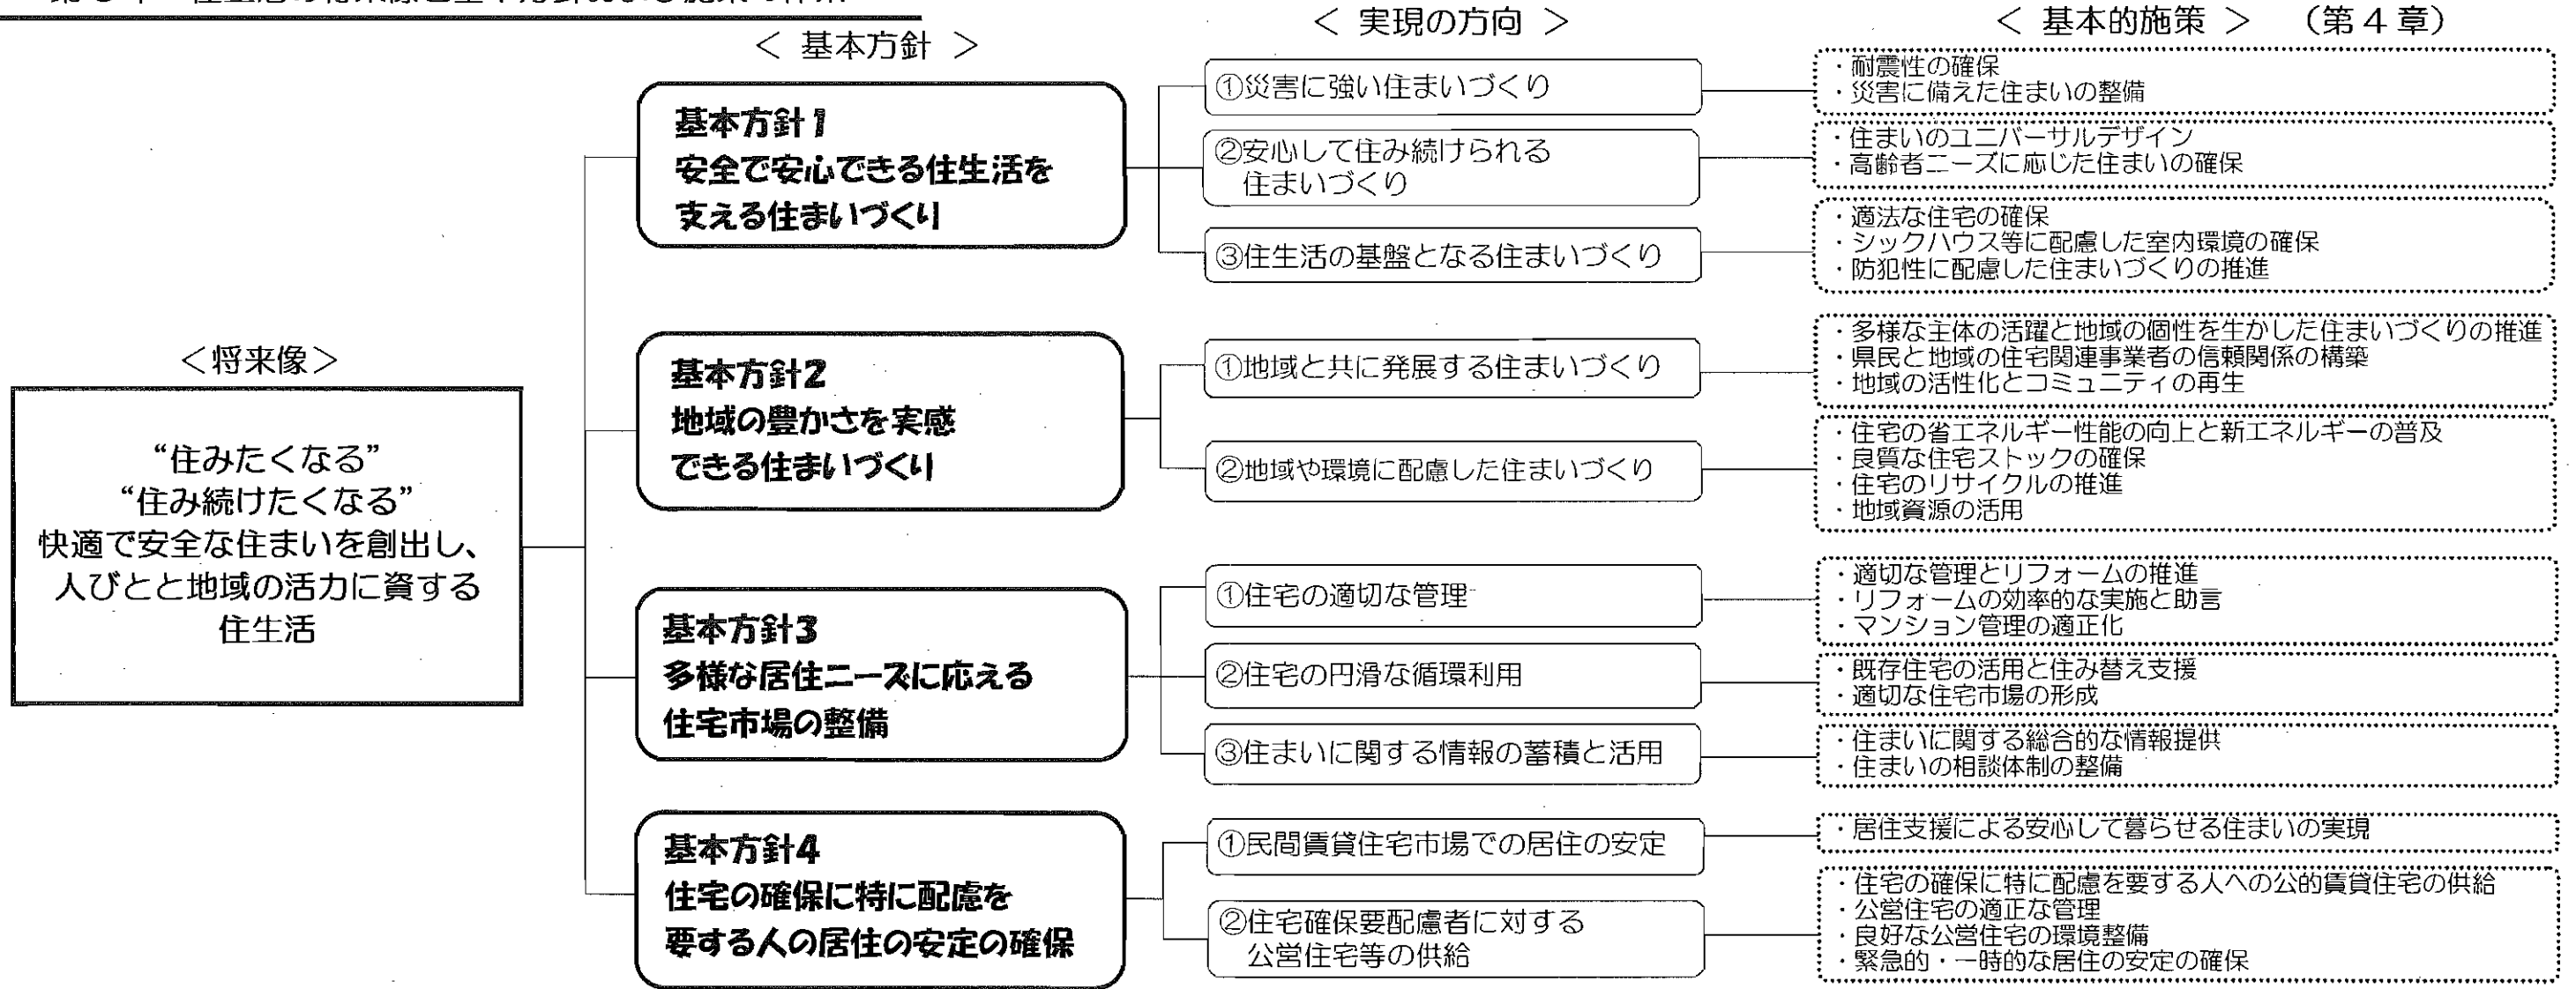 ＜ 基本方針 ＞
＜ 実現の方向 ＞
＜ 基本的施策 ＞ （第４章）
＜将来像＞
“住みたくなる”
“住み続けたくなる”
快適で安全な住まいを創出し、
人びとと地域の活力に資する
住生活
基本方針1
安全で安心できる住生活を
支える住まいづくり
①災害に強い住まいづくり
・耐震性の確保
・災害に備えた住まいの整備
②安心して住み続けられる
住まいづくり
・住まいのユニバーサルデザイン
・高齢者ニーズに応じた住まいの確保
③住生活の基盤となる住まいづくり
・適法な住宅の確保
・シックハウス等に配慮した室内環境の確保
・防犯性に配慮した住まいづくりの推進
基本方針2
地域の豊かさを実感
できる住まいづくり
①地域と共に発展する住まいづくり
・多様な主体の活躍と地域の個性を生かした住まいづくりの推進
・県民と地域の住宅関連事業者の信頼関係の構築
・地域の活性化とコミュニティの再生
②地域や環境に配慮した住まいづくり
・住宅の省エネルギー性能の向上と新エネルギーの普及
・良質な住宅ストックの確保
・住宅のリサイクルの推進
・地域資源の活用
基本方針3
多様な居住ニーズに応える
住宅市場の整備
①住宅の適切な管理
・適切な管理とリフォームの推進
・リフォームの効率的な実施と助言
・マンション管理の適正化
②住宅の円滑な循環利用
・既存住宅の活用と住み替え支援
・適切な住宅市場の形成
③住まいに関する情報の蓄積と活用
・住まいに関する総合的な情報提供
・住まいの相談体制の整備
基本方針4
住宅の確保に特に配慮を
要する人の居住の安定の確保
①民間賃貸住宅市場での居住の安定
・居住支援による安心して暮らせる住まいの実現
②住宅確保要配慮者に対する
公営住宅等の供給
・住宅の確保に特に配慮を要する人への公的賃貸住宅の供給
・公営住宅の適正な管理
・良好な公営住宅の環境整備
・緊急的・一時的な居住の安定の確保